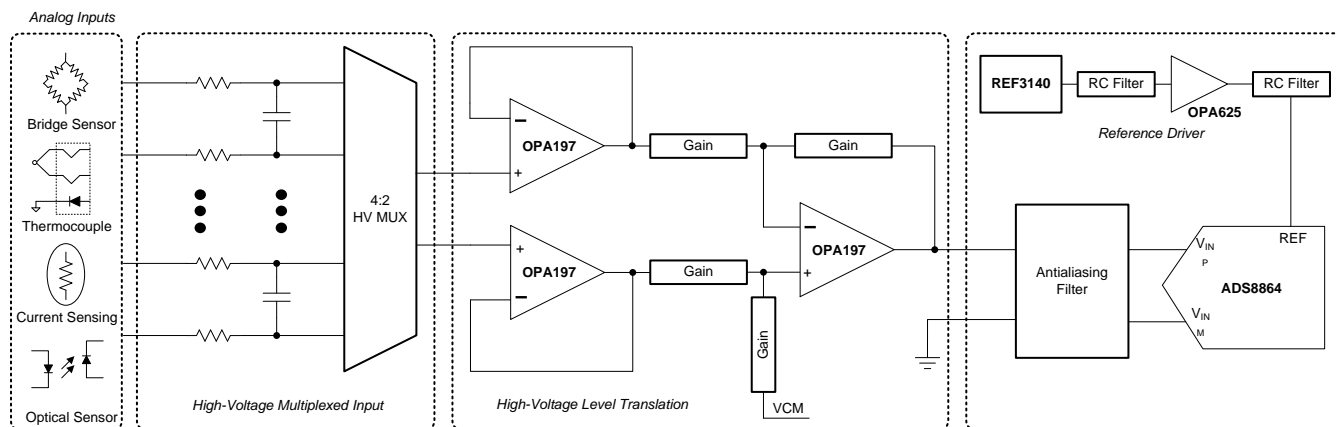 Analog Inputs
Bridge Sensor
Thermocouple
Current Sensing
Optical Sensor
4:2
HV MUX
High-Voltage Multiplexed Input
OPA197
+
Gain
Gain
+
OPA197
Gain
+
OPA197
Gain
VCM
High-Voltage Level Translation
REF3140
RC Filter
OPA625
RC Filter
Reference Driver
Antialiasing
Filter
REF
VIN
P
ADS8864
VIN
M